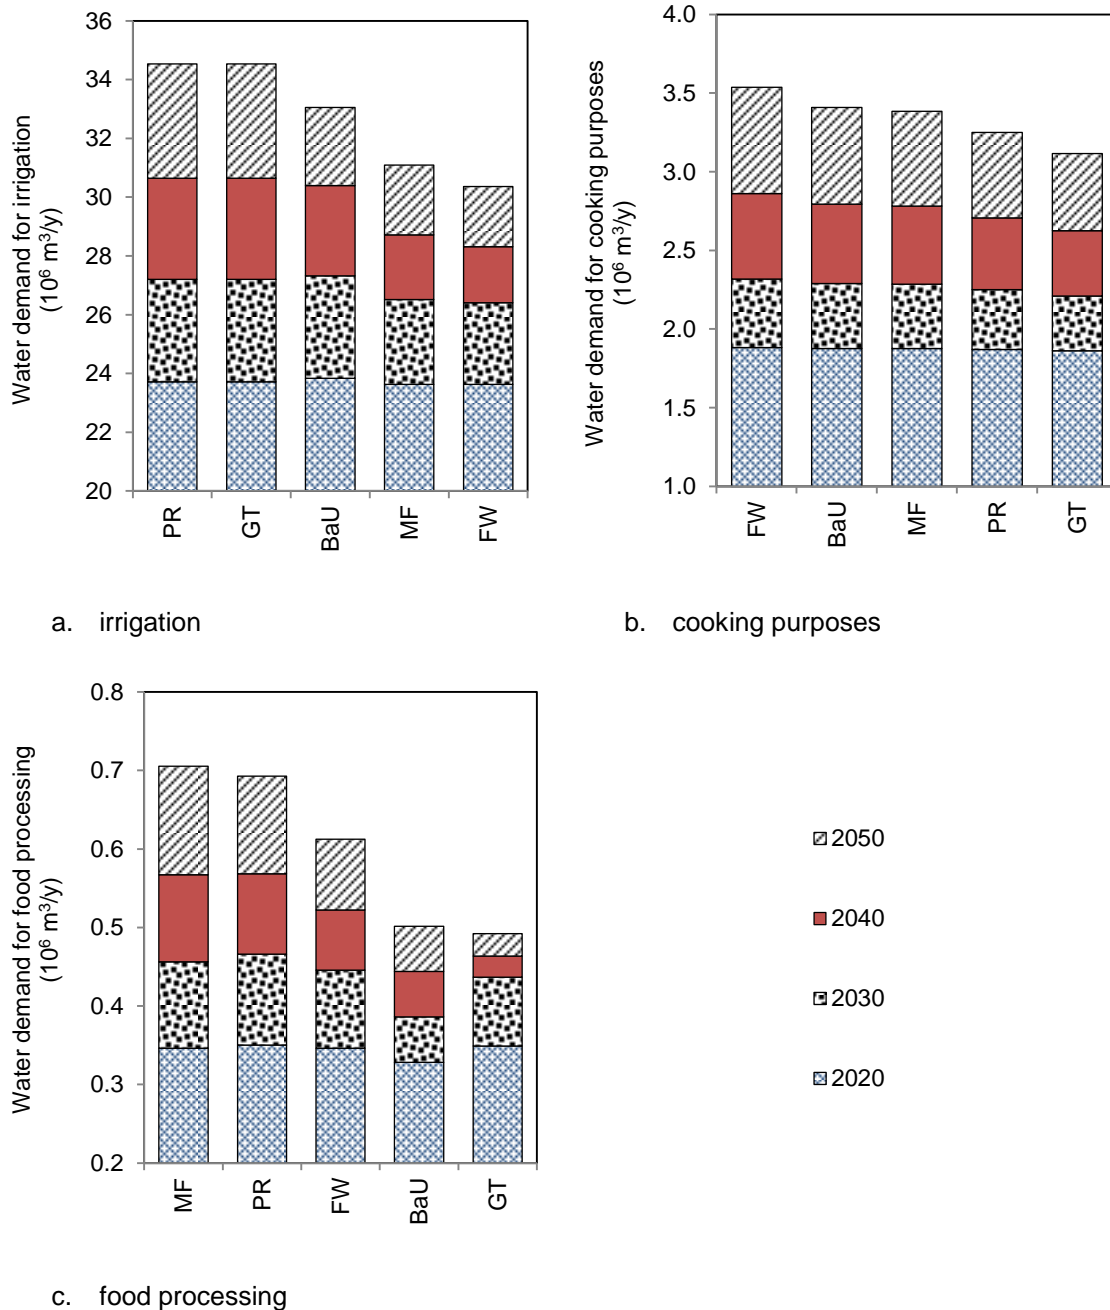 Water demand for irrigation
(10⁶ m³/y)
36
34
32
30
28
26
24
22
20
PR
GT
BaU
MF
FW
a. irrigation
Water demand for cooking purposes
(10⁶ m³/y)
4.0
3.5
3.0
2.5
2.0
1.5
1.0
FW
BaU
MF
PR
GT
b. cooking purposes
Water demand for food processing
(10⁶ m³/y)
0.8
0.7
0.6
0.5
0.4
0.3
0.2
MF
PR
FW
BaU
GT
c. food processing
2050
2040
2030
2020